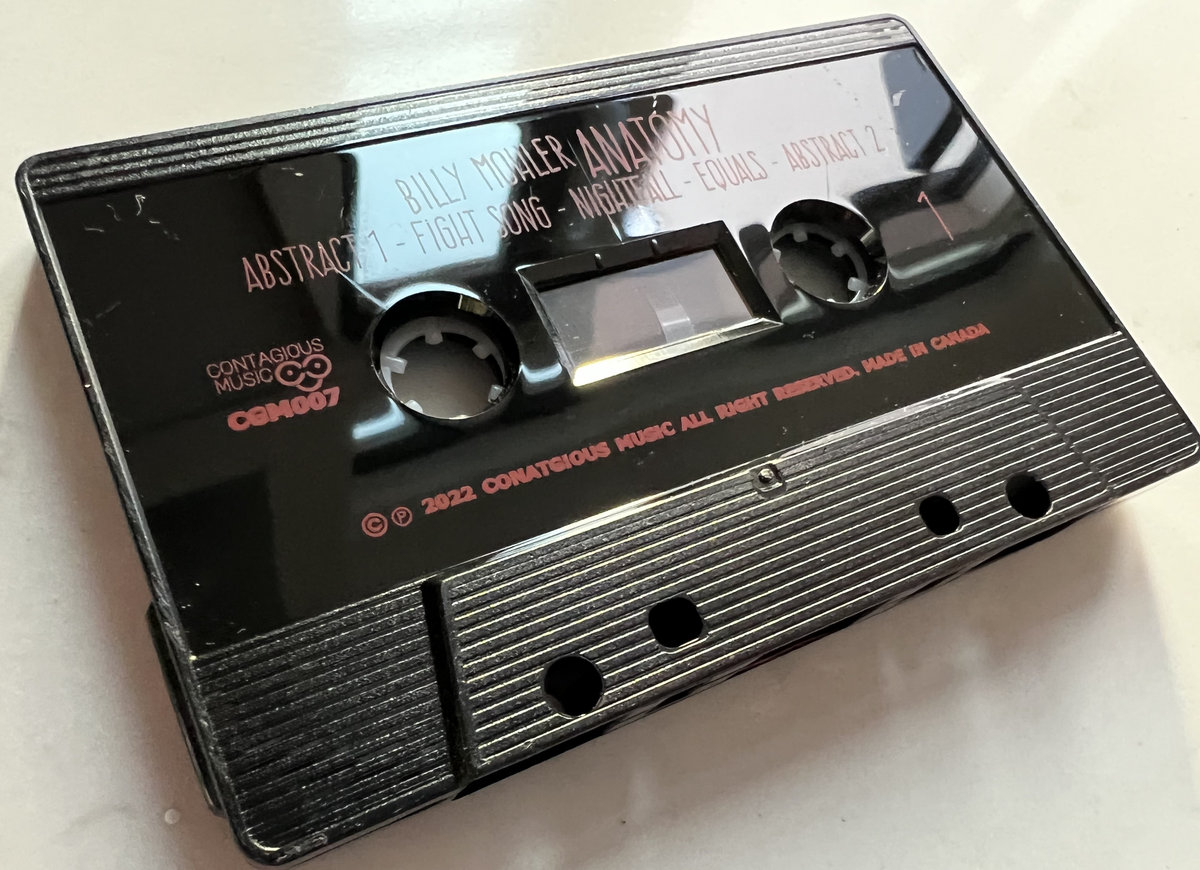 BILLY MOHLER ANATOMY
ABSTRACT 1 - FIGHT SONG - NIGHTFALL - EQUALS - ABSTRACT 2
1
CONTAGIOUS
MUSIC
CGM007
© ℗ 2022 CONATGIOUS MUSIC ALL RIGHT RESERVED, MADE IN CANADA